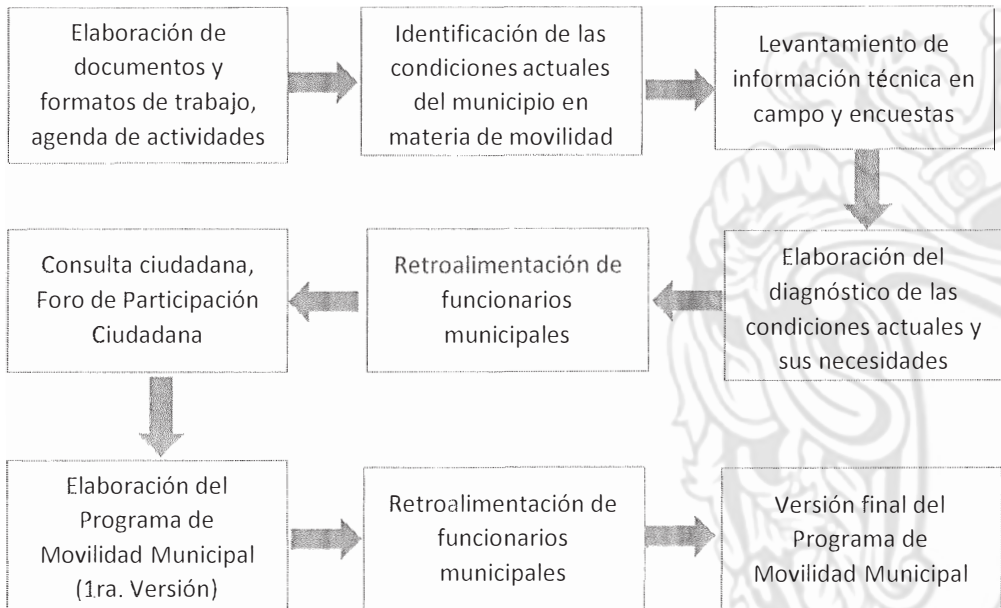 Elaboración de
documentos y
formatos de trabajo,
agenda de actividades
Identificación de las
condiciones actuales
del municipio en
materia de movilidad
Levantamiento de
información técnica en
campo y encuestas
Elaboración del
diagnóstico de las
condiciones actuales y
sus necesidades
Retroalimentación de
funcionarios
municipales
Consulta ciudadana,
Foro de Participación
Ciudadana
Elaboración del
Programa de
Movilidad Municipal
(1ra. Versión)
Retroalimentación de
funcionarios
municipales
Versión final del
Programa de
Movilidad Municipal